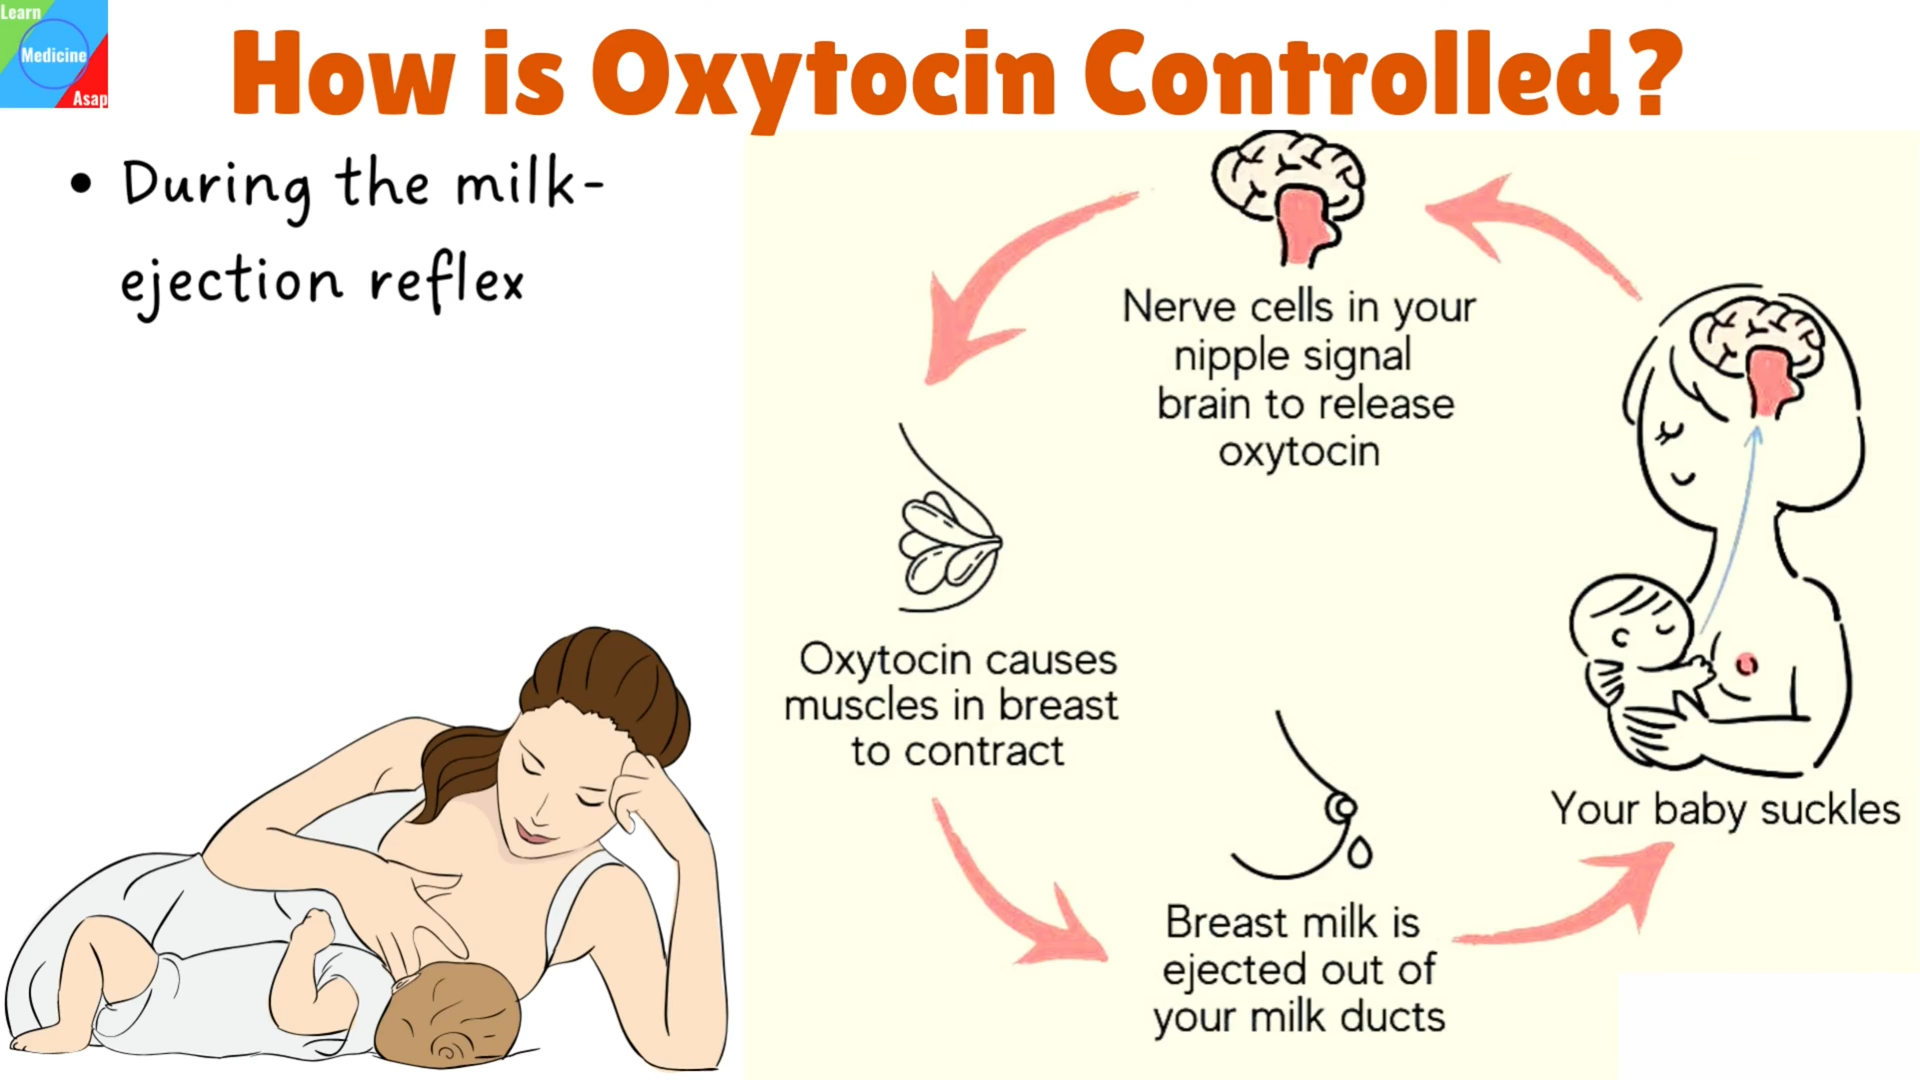 Learn
Medicine
Asap
How is Oxytocin Controlled?
• During the milk-
ejection reflex
Nerve cells in your
nipple signal
brain to release
oxytocin
Oxytocin causes
muscles in breast
to contract
Breast milk is
ejected out of
your milk ducts
Your baby suckles